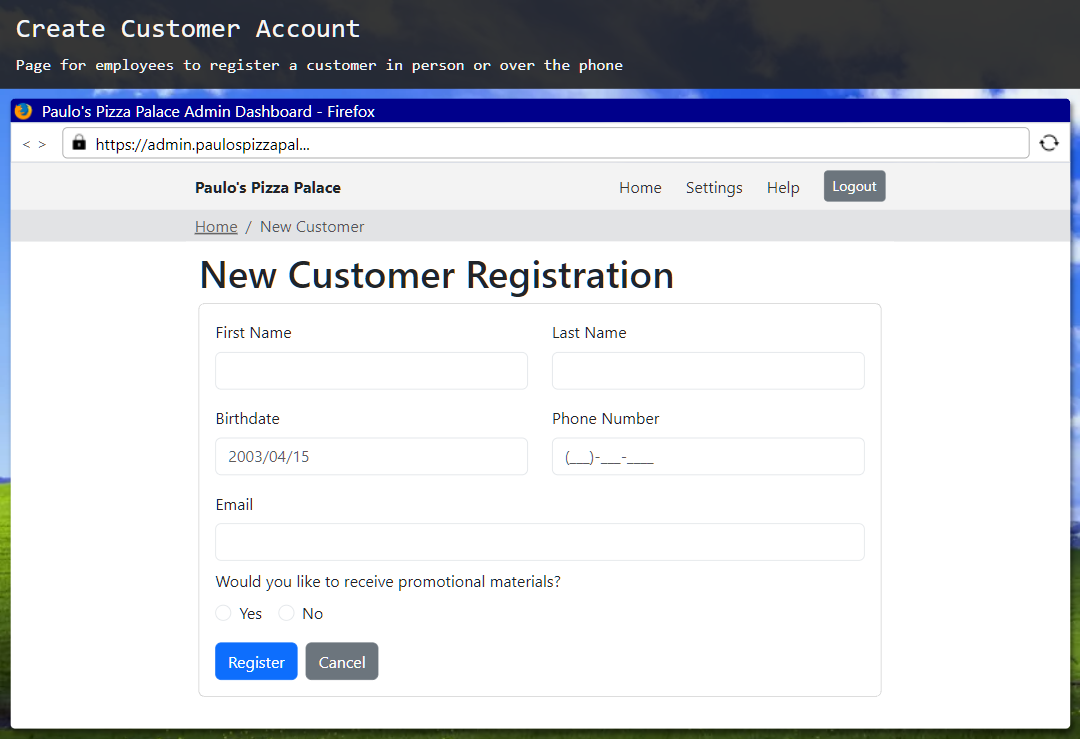 Create Customer Account
Page for employees to register a customer in person or over the phone
Paulo's Pizza Palace Admin Dashboard - Firefox
< > https://admin.paulospizzapal...
Paulo's Pizza Palace Home Settings Help Logout
Home / New Customer
New Customer Registration
First Name Last Name
Birthdate Phone Number
2003/04/15 (___)-___-____
Email
Would you like to receive promotional materials?
Yes No
Register Cancel